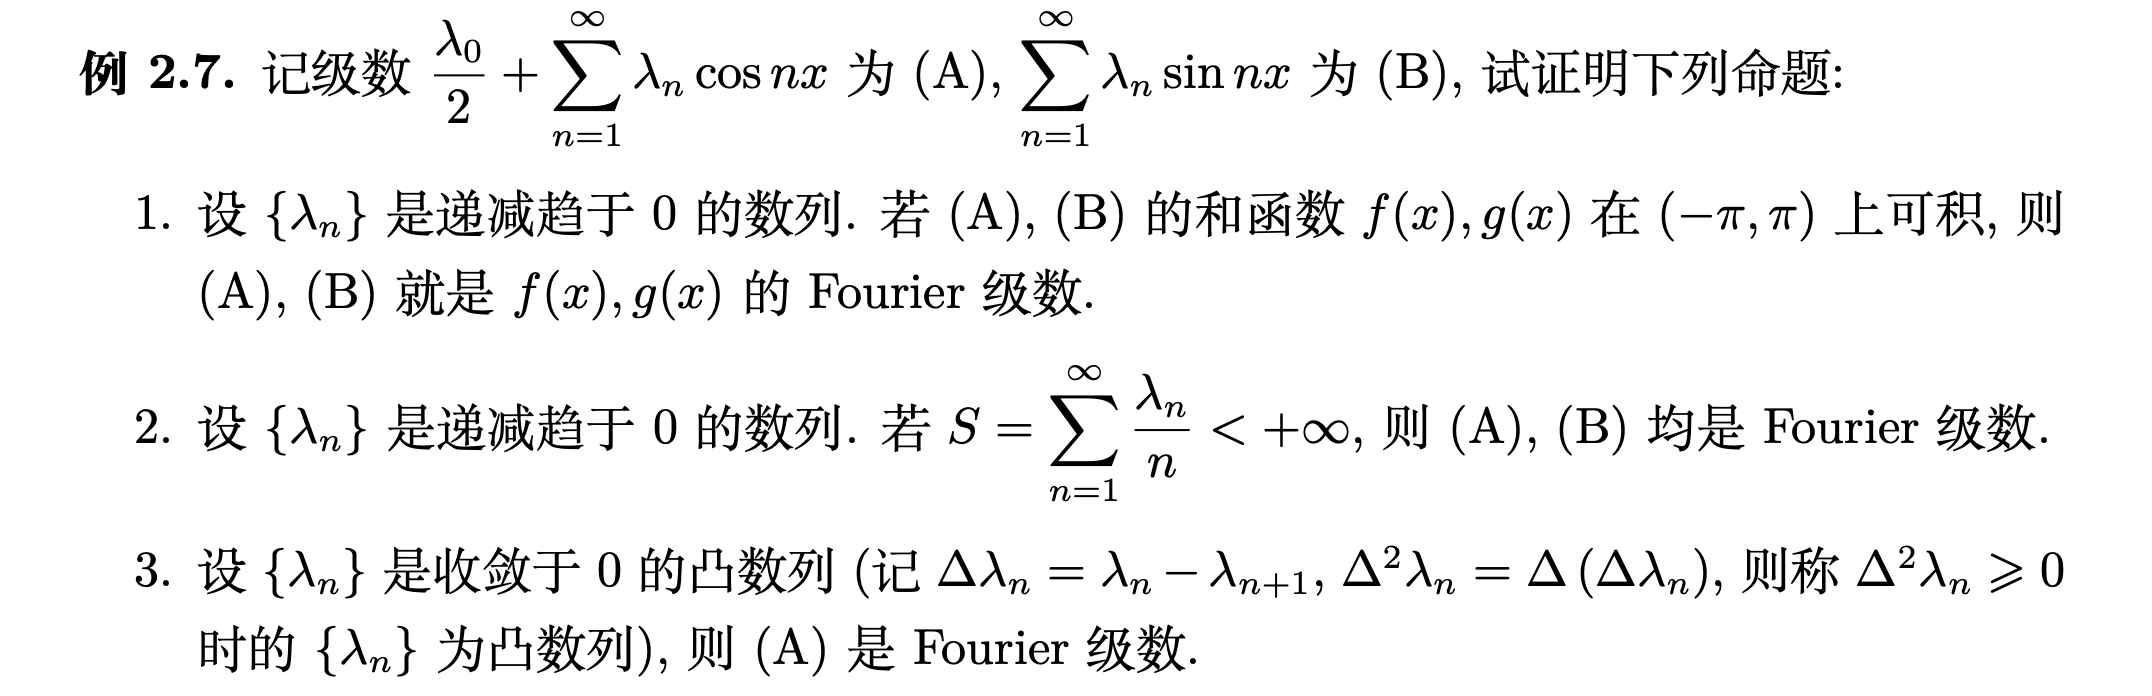 例 2.7. 记级数 $\frac{\lambda_0}{2} + \sum_{n=1}^{\infty} \lambda_n \cos nx$ 为 (A), $\sum_{n=1}^{\infty} \lambda_n \sin nx$ 为 (B), 试证明下列命题:
1. 设 $\{\lambda_n\}$ 是递减趋于 0 的数列. 若 (A), (B) 的和函数 $f(x), g(x)$ 在 $(-\pi, \pi)$ 上可积, 则
(A), (B) 就是 $f(x), g(x)$ 的 Fourier 级数.
2. 设 $\{\lambda_n\}$ 是递减趋于 0 的数列. 若 $S = \sum_{n=1}^{\infty} \frac{\lambda_n}{n} < +\infty$, 则 (A), (B) 均是 Fourier 级数.
3. 设 $\{\lambda_n\}$ 是收敛于 0 的凸数列 (记 $\Delta\lambda_n = \lambda_n - \lambda_{n+1}, \Delta^2\lambda_n = \Delta(\Delta\lambda_n)$, 则称 $\Delta^2\lambda_n \geqslant 0$
时的 $\{\lambda_n\}$ 为凸数列), 则 (A) 是 Fourier 级数.